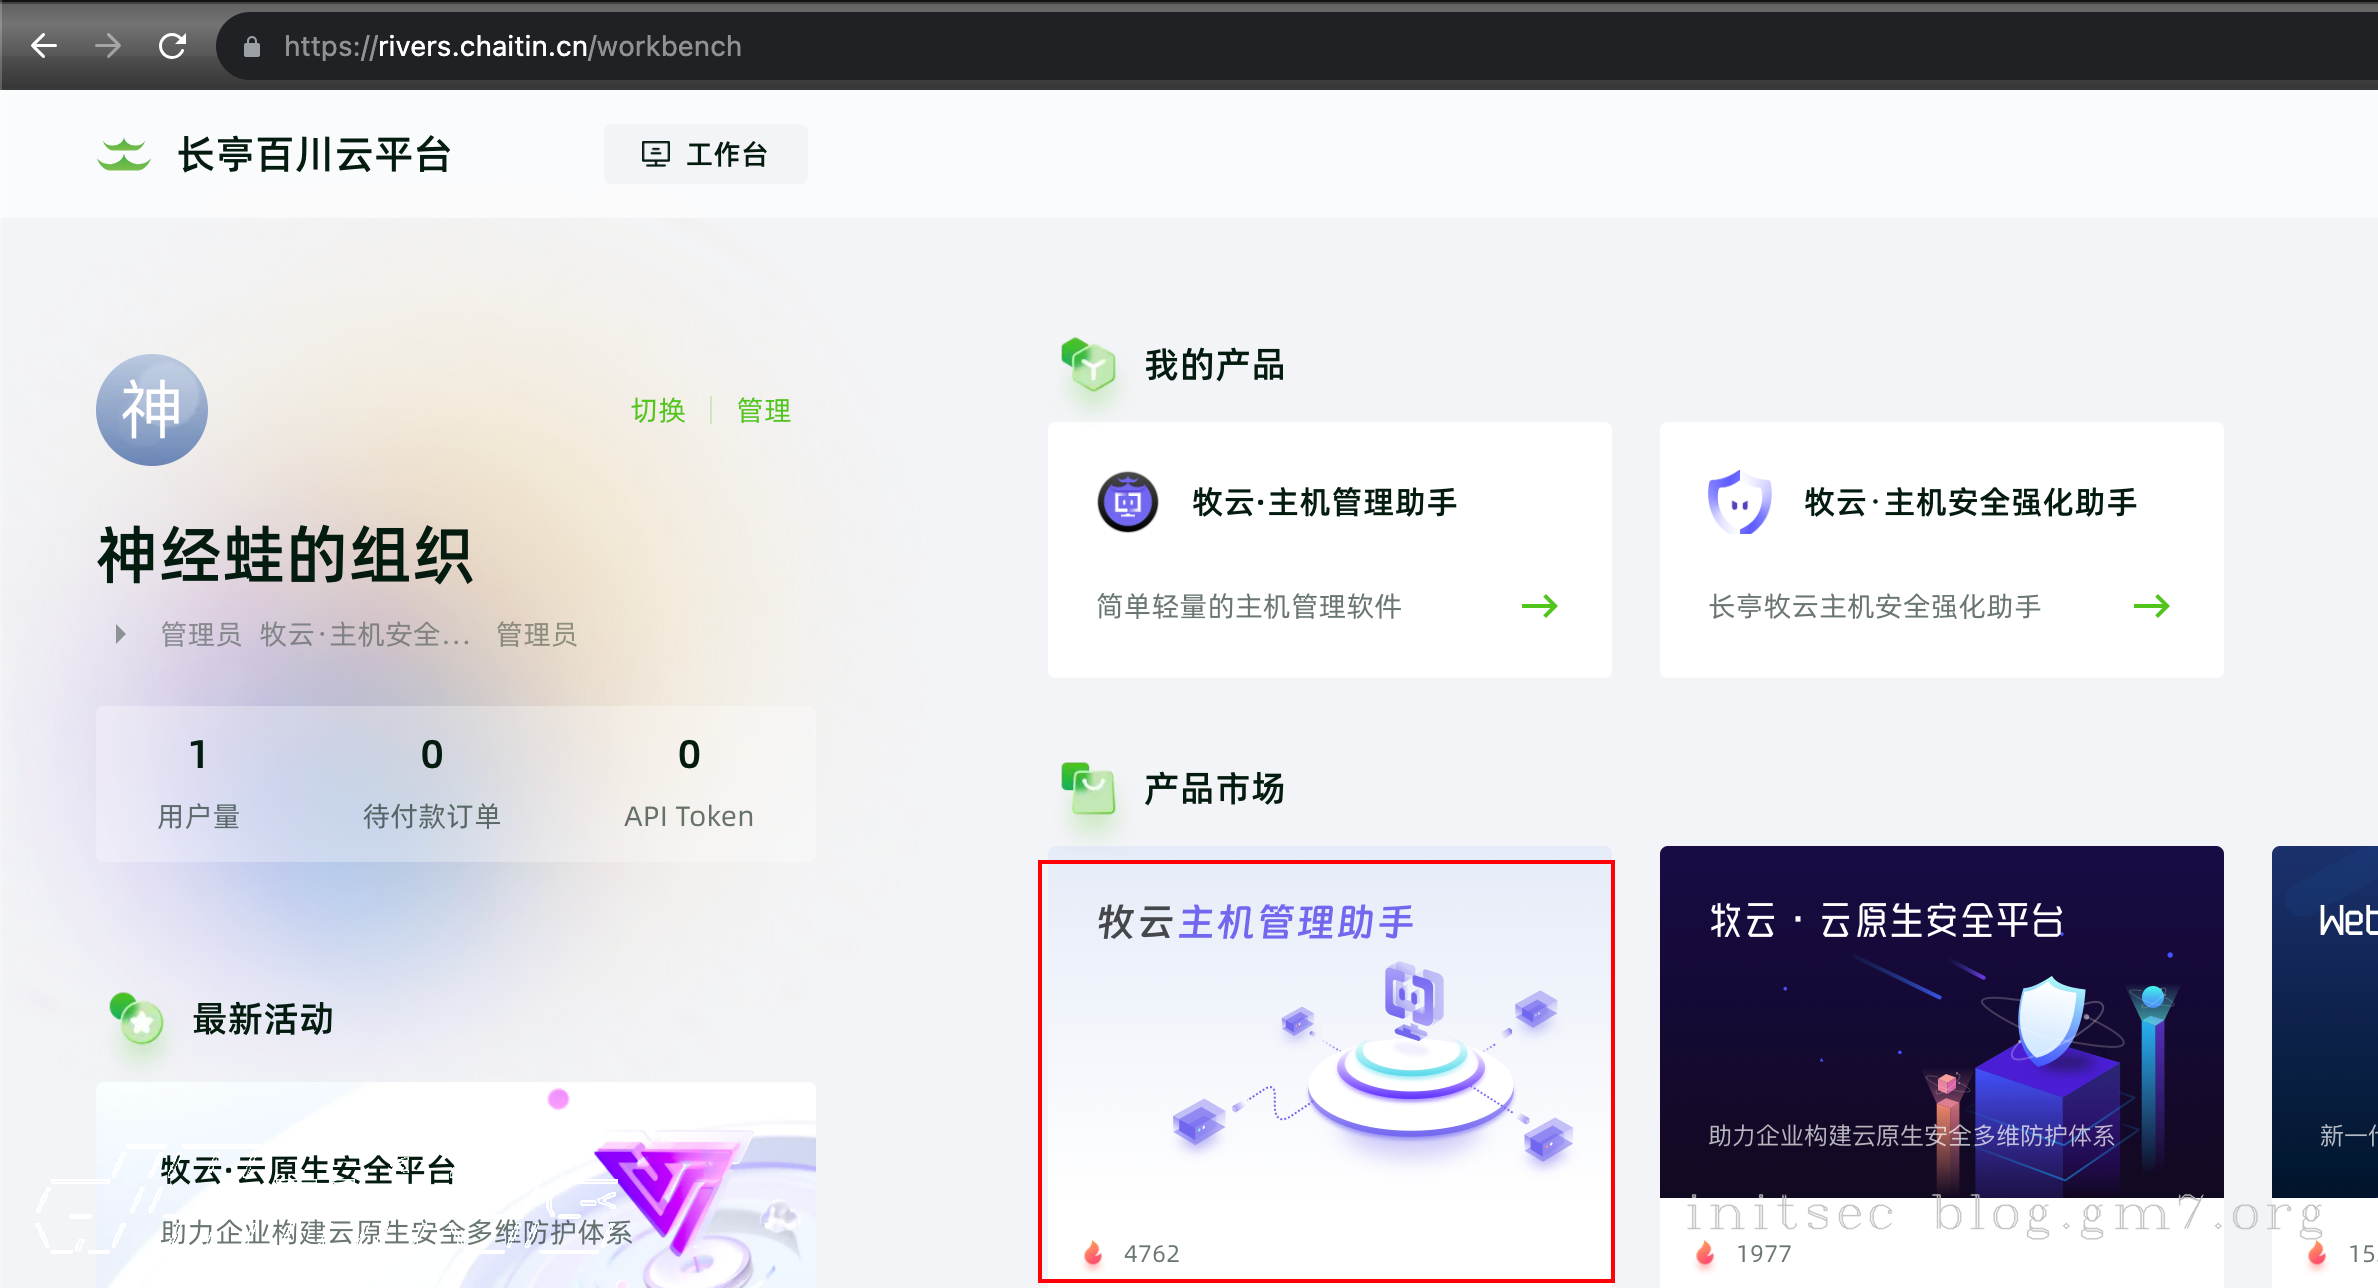 https://rivers.chaitin.cn/workbench
长亭百川云平台
工作台
神
切换
管理
神经蛙的组织
管理员 牧云·主机安全... 管理员
1
用户量
0
待付款订单
0
API Token
最新活动
牧云·云原生安全平台
助力企业构建云原生安全多维防护体系
我的产品
牧云·主机管理助手
简单轻量的主机管理软件
牧云·主机安全强化助手
长亭牧云主机安全强化助手
产品市场
牧云主机管理助手
4762
牧云·云原生安全平台
助力企业构建云原生安全多维防护体系
1977
新一
15
initsec blog.gm7.org